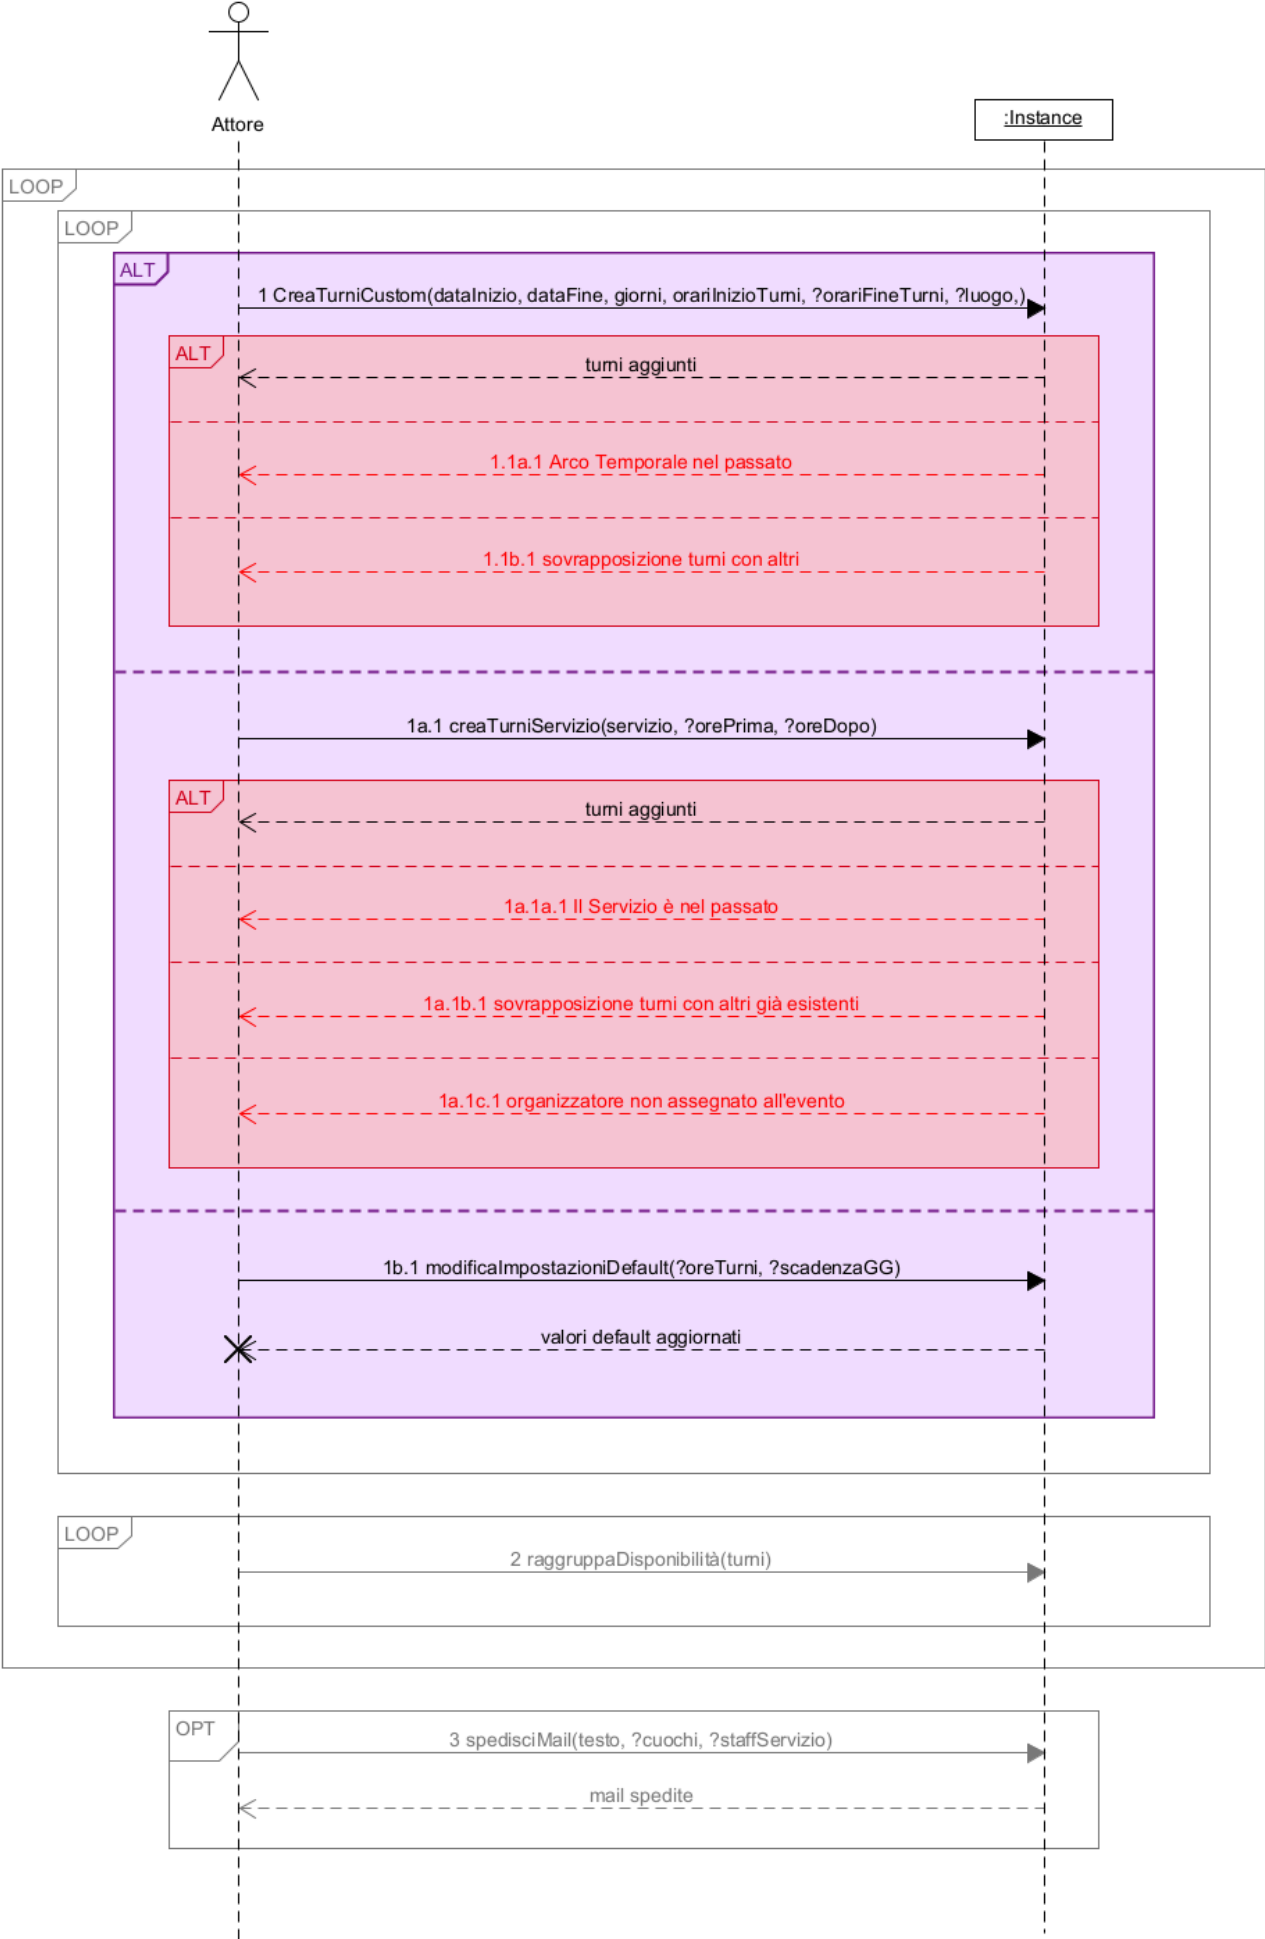 Attore
:Instance
LOOP
LOOP
ALT
1 CreaTurniCustom(dataInizio, dataFine, giorni, orariInizioTurni, ?orariFineTurni, ?luogo,)
ALT
turni aggiunti
1.1a.1 Arco Temporale nel passato
1.1b.1 sovrapposizione turni con altri
1a.1 creaTurniServizio(servizio, ?orePrima, ?oreDopo)
ALT
turni aggiunti
1a.1a.1 Il Servizio è nel passato
1a.1b.1 sovrapposizione turni con altri già esistenti
1a.1c.1 organizzatore non assegnato all'evento
1b.1 modificaImpostazioniDefault(?oreTurni, ?scadenzaGG)
valori default aggiornati
LOOP
2 raggruppaDisponibilità(turni)
OPT
3 spedisciMail(testo, ?cuochi, ?staffServizio)
mail spedite